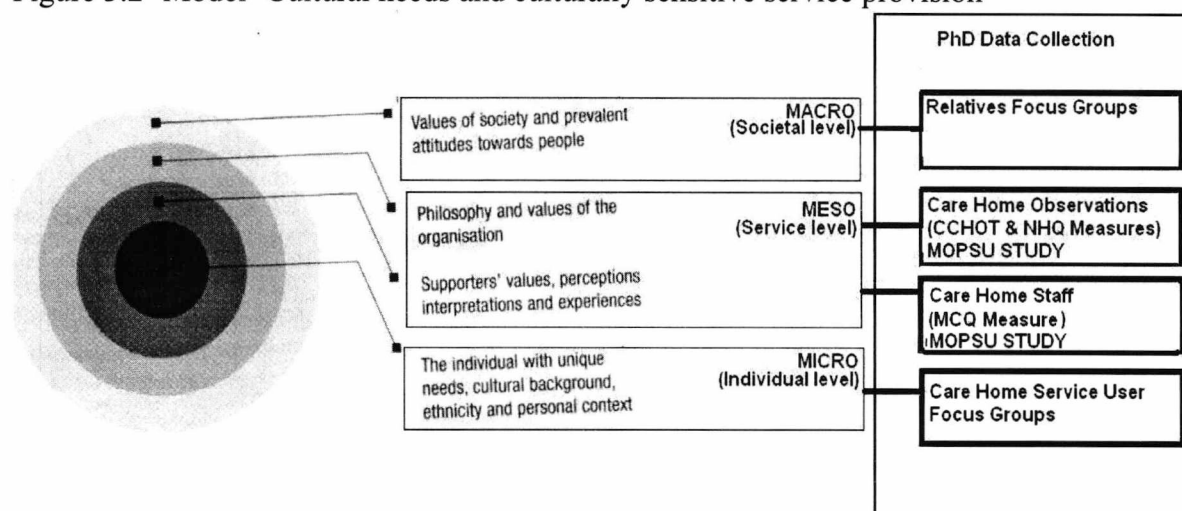 Figure 3.2 Model Cultural needs and culturally sensitive service provision
PhD Data Collection
Values of society and prevalent
attitudes towards people
MACRO
(Societal level)
Relatives Focus Groups
Philosophy and values of the
organisation
MESO
(Service level)
Supporters' values, perceptions
interpretations and experiences
Care Home Observations
(CCHOT & NHQ Measures)
MOPSU STUDY
Care Home Staff
(MCQ Measure)
MOPSU STUDY
The individual with unique
needs, cultural background,
ethnicity and personal context
MICRO
(Individual level)
Care Home Service User
Focus Groups